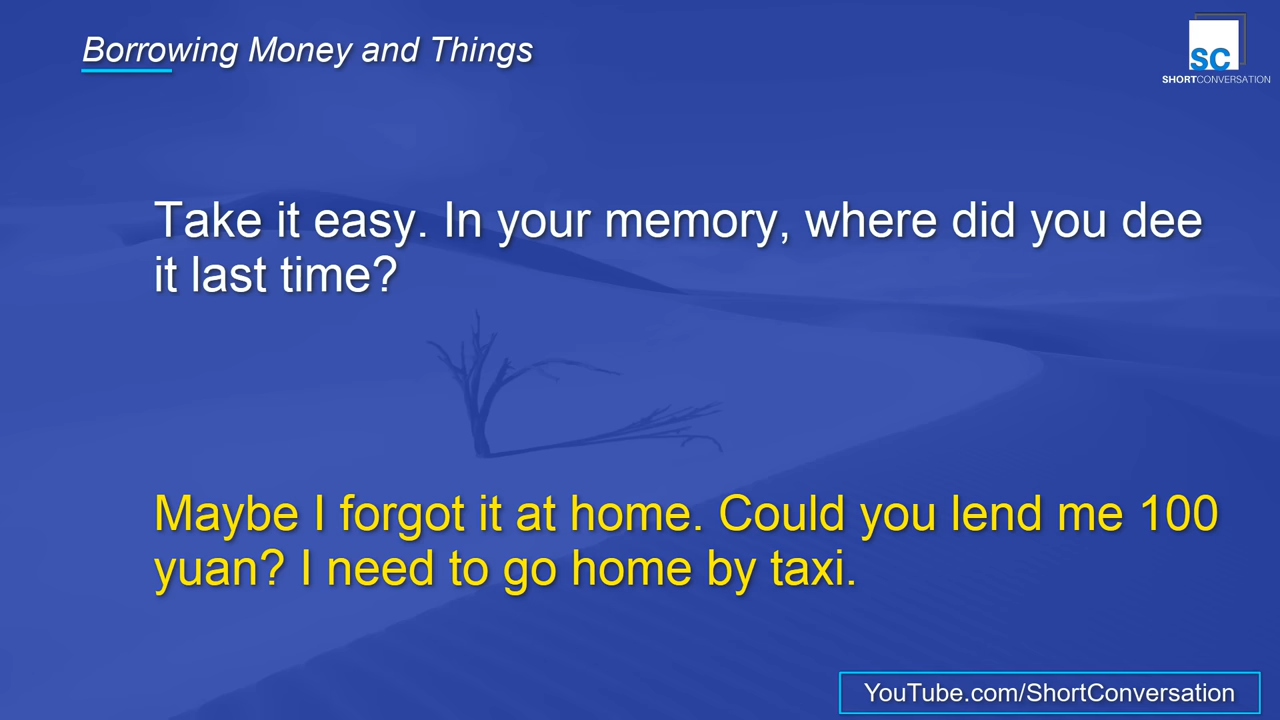 Borrowing Money and Things
SC
SHORTCONVERSATION
Take it easy. In your memory, where did you dee
it last time?
Maybe I forgot it at home. Could you lend me 100
yuan? I need to go home by taxi.
YouTube.com/ShortConversation